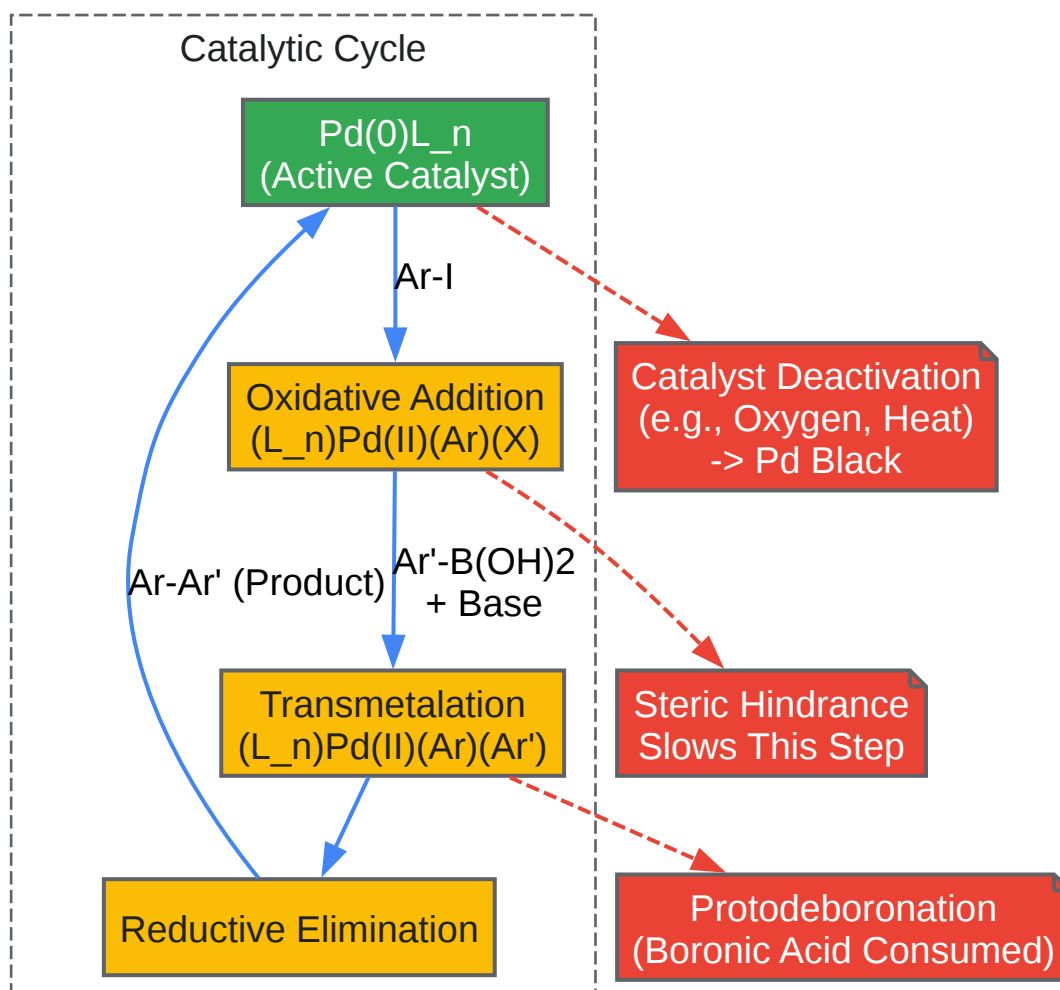 Catalytic Cycle
Pd(0)L_n
(Active Catalyst)
Ar-I
Oxidative Addition
(L_n)Pd(II)(Ar)(X)
Catalyst Deactivation
(e.g., Oxygen, Heat)
-> Pd Black
Ar-Ar' (Product)
Ar'-B(OH)2
+ Base
Transmetalation
(L_n)Pd(II)(Ar)(Ar')
Steric Hindrance
Slows This Step
Reductive Elimination
Protodeboronation
(Boronic Acid Consumed)